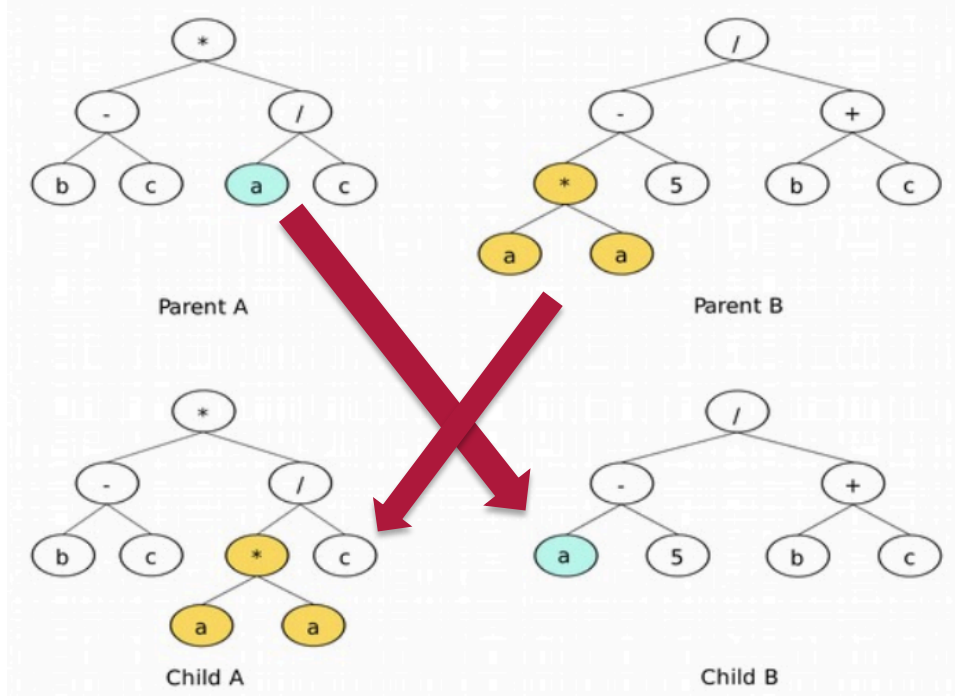 * /
- / - +
b c a c * 5 b c
a a
Parent A Parent B
* /
- / - +
b c * c a 5 b c
a a
Child A Child B